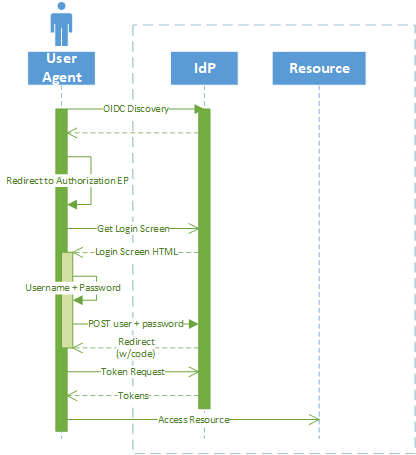 User
Agent
IdP
Resource
OIDC Discovery
Redirect to Authorization EP
Get Login Screen
Login Screen HTML
Username + Password
POST user + password
Redirect
(w/code)
Token Request
Tokens
Access Resource